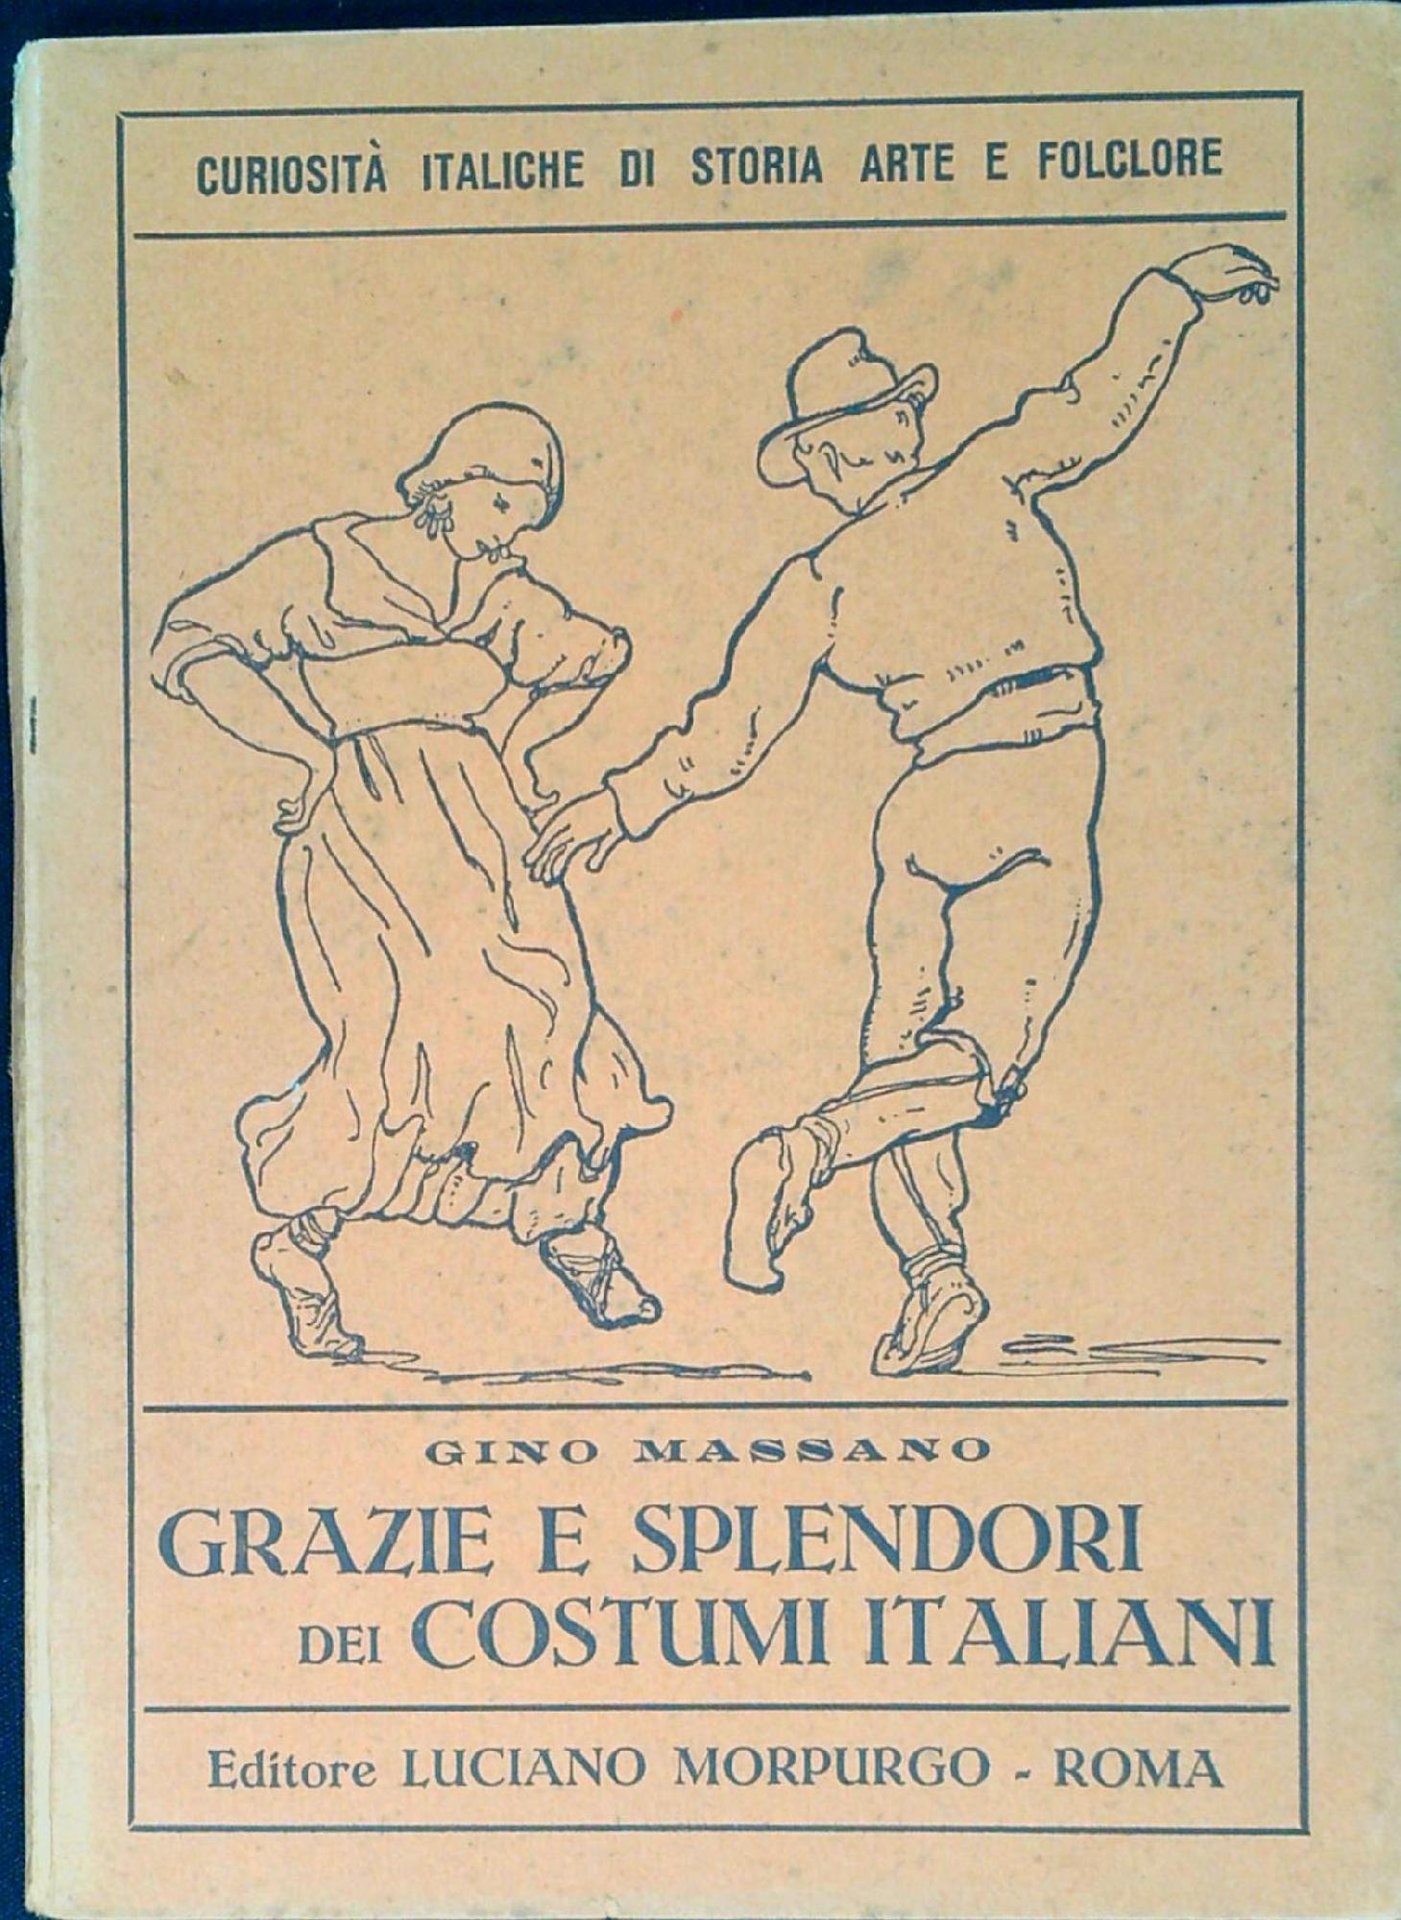 CURIOSITÀ ITALICHE DI STORIA ARTE E FOLCLORE
GINO MASSANO
GRAZIE E SPLENDORI
DEI COSTUMI ITALIANI
Editore LUCIANO MORPURGO - ROMA